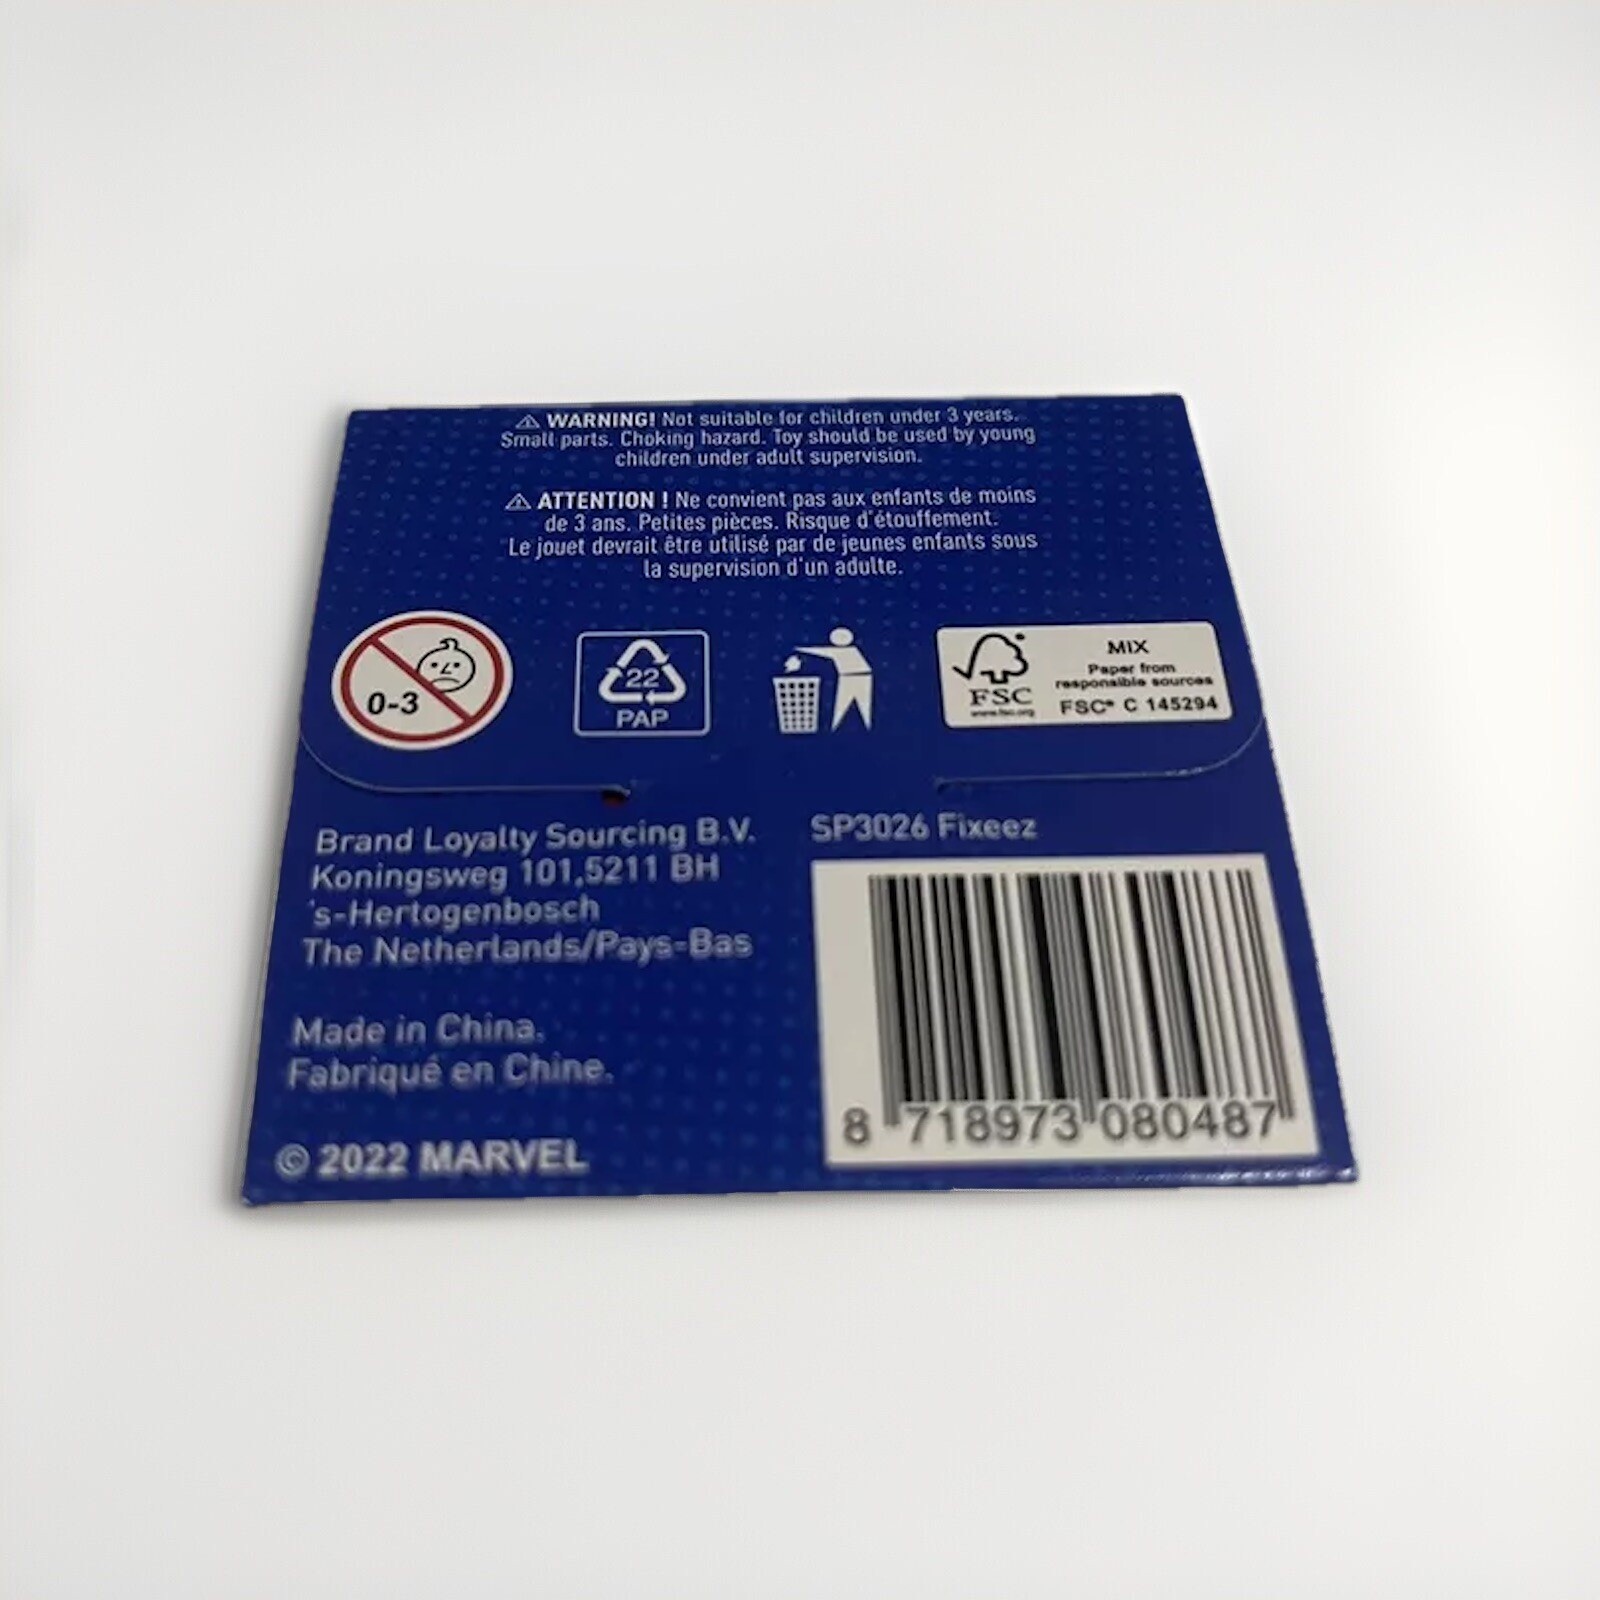 ⚠ WARNING! Not suitable for children under 3 years.
Small parts. Choking hazard. Toy should be used by young
children under adult supervision.
⚠ ATTENTION ! Ne convient pas aux enfants de moins
de 3 ans. Petites pièces. Risque d'étouffement.
Le jouet devrait être utilisé par de jeunes enfants sous
la supervision d'un adulte.
0-3
22
PAP
FSC
www.fsc.org
MIX
Paper from
responsible sources
FSC® C 145294
Brand Loyalty Sourcing B.V.
Koningsweg 101,5211 BH
's-Hertogenbosch
The Netherlands/Pays-Bas
Made in China.
Fabriqué en Chine.
© 2022 MARVEL
SP3026 Fixeez
8 718973 080487